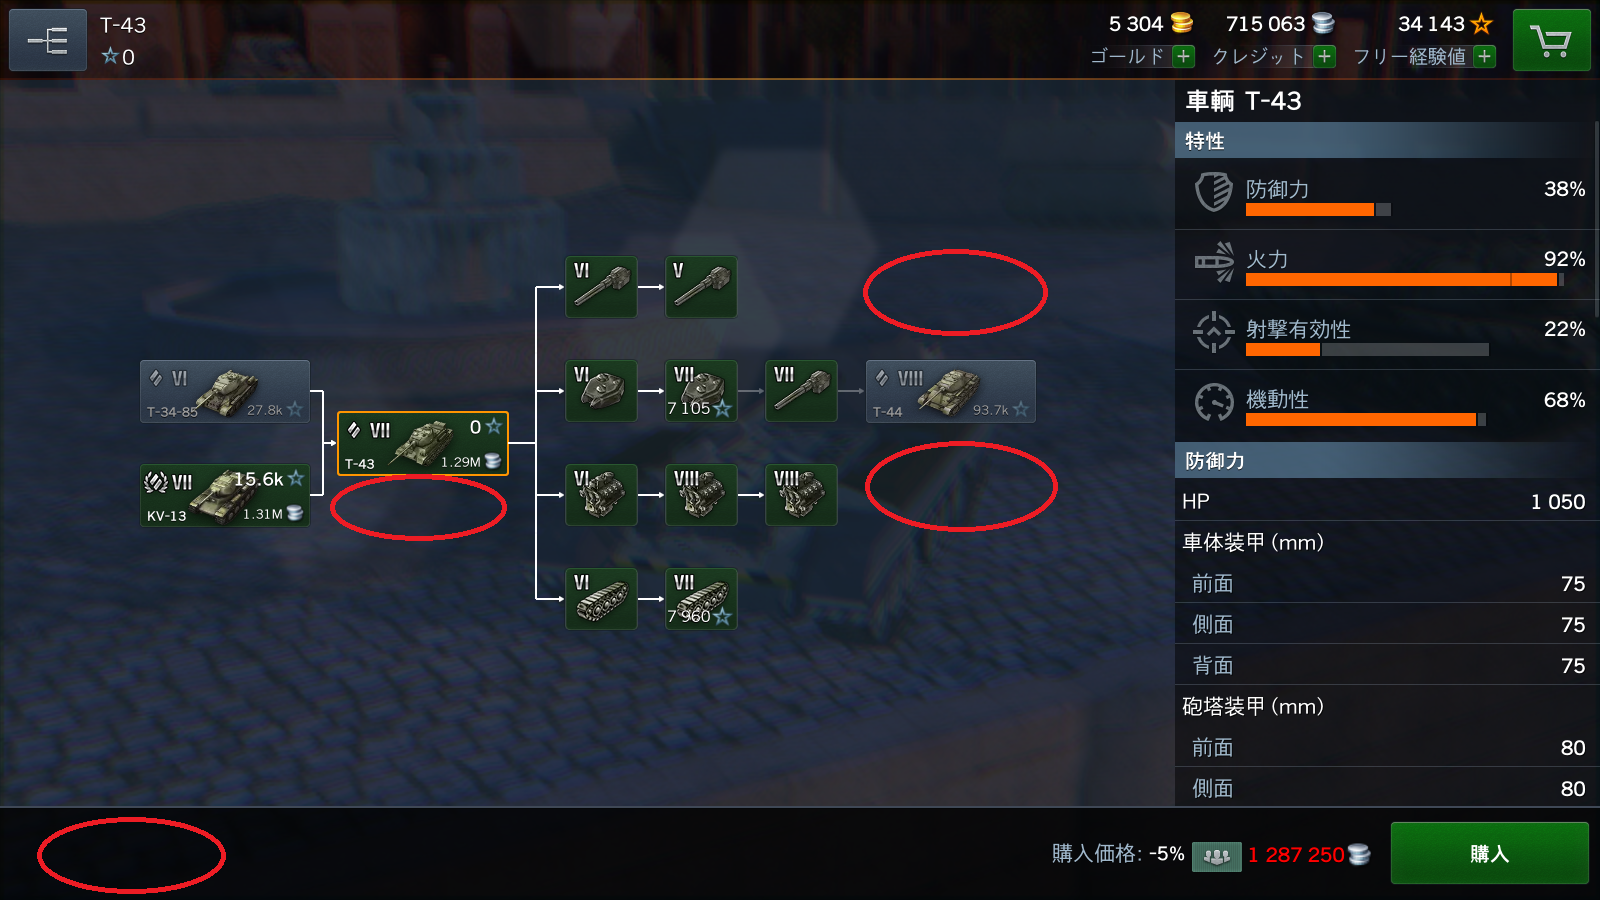 T-43
0
5 304
ゴールド +
715 063
クレジット +
34 143
フリー経験値 +
VI
T-34-85
27.8k
VII
15.6k
KV-13
1.31M
VII
0
T-43
1.29M
VI
V
VI
VII
7 105
VII
VIII
T-44
93.7k
VI
VIII
VIII
VI
VII
7 960
車輌 T-43
特性
防御力 38%
火力 92%
射撃有効性 22%
機動性 68%
防御力
HP 1 050
車体装甲 (mm)
前面 75
側面 75
背面 75
砲塔装甲 (mm)
前面 80
側面 80
購入価格: -5% 1 287 250
購入